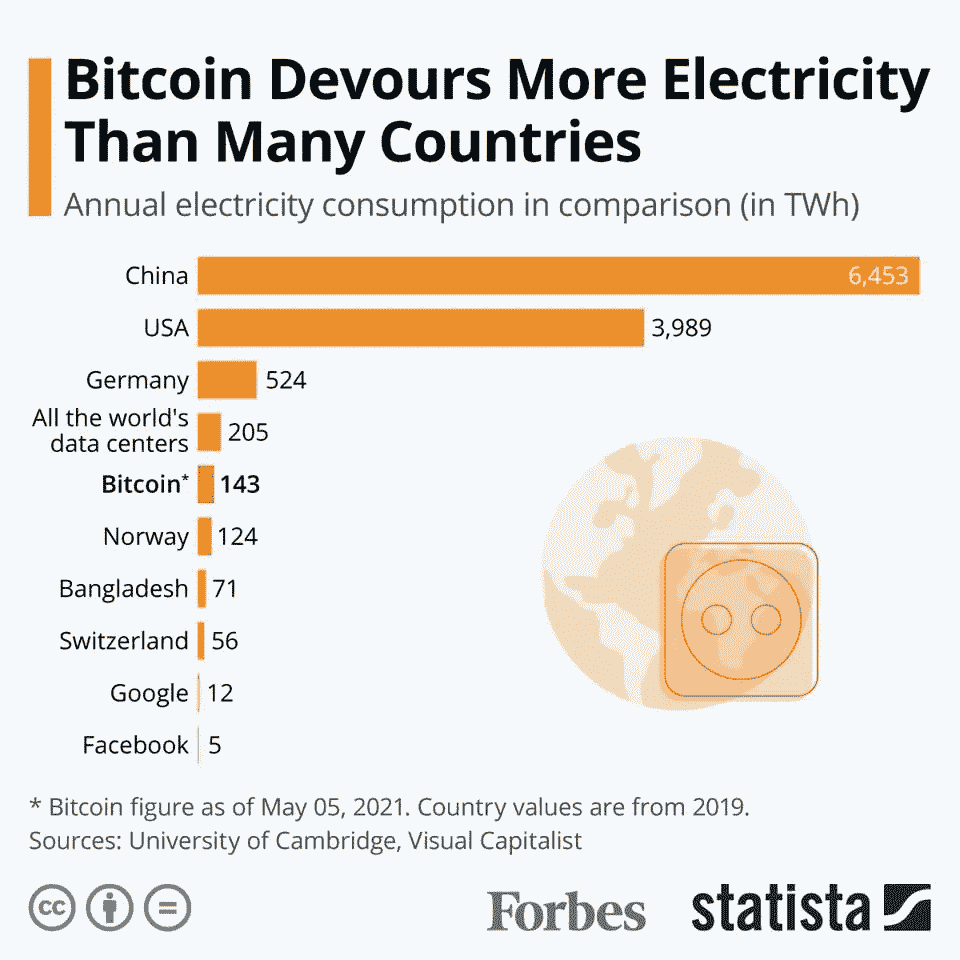 Bitcoin Devours More Electricity
Than Many Countries
Annual electricity consumption in comparison (in TWh)
China 6,453
USA 3,989
Germany 524
All the world's
data centers 205
Bitcoin* 143
Norway 124
Bangladesh 71
Switzerland 56
Google 12
Facebook 5
* Bitcoin figure as of May 05, 2021. Country values are from 2019.
Sources: University of Cambridge, Visual Capitalist
cc Forbes statista